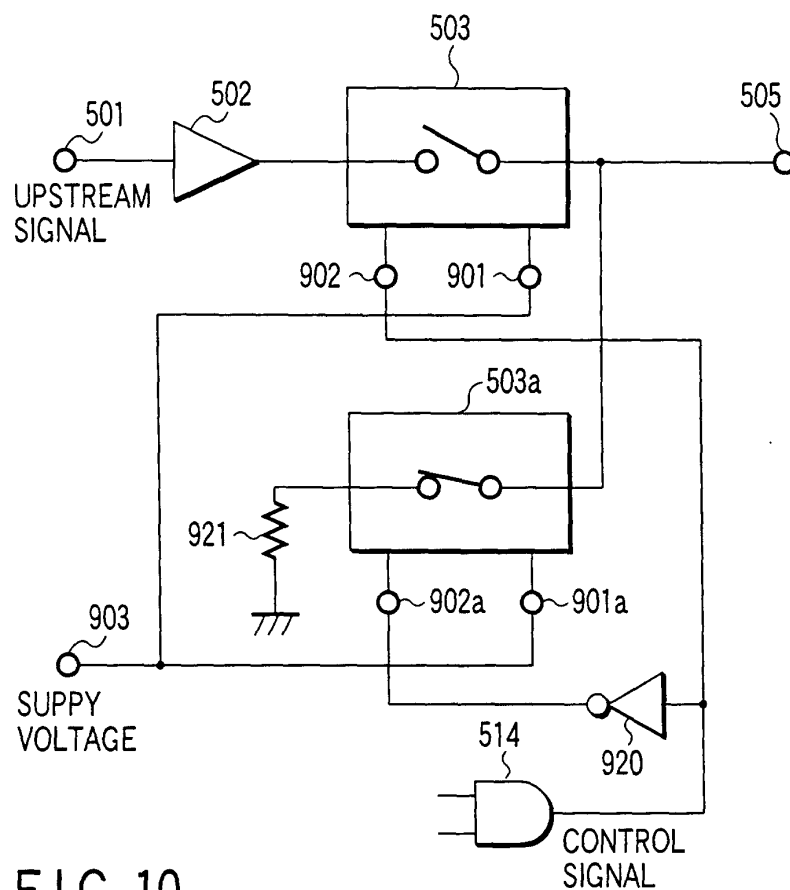 503
502
501
505
UPSTREAM
SIGNAL
902
901
503a
921
902a
901a
903
SUPPY
VOLTAGE
920
514
CONTROL
SIGNAL
FIG. 10